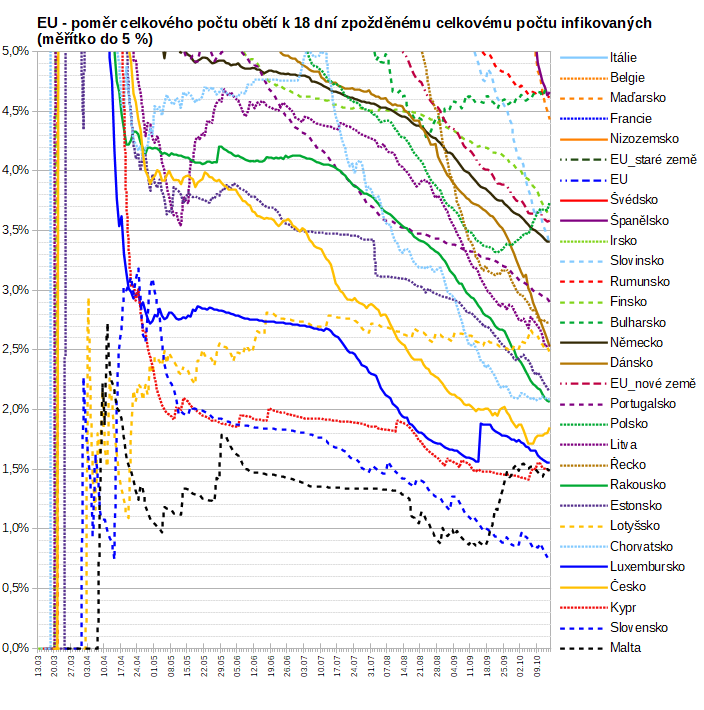 EU - poměr celkového počtu obětí k 18 dní zpožděnému celkovému počtu infikovaných
(měřítko do 5 %)
5,0%
4,5%
4,0%
3,5%
3,0%
2,5%
2,0%
1,5%
1,0%
0,5%
0,0%
13.03
20.03
27.03
03.04
10.04
17.04
24.04
01.05
08.05
15.05
22.05
29.05
05.06
12.06
19.06
26.06
03.07
10.07
17.07
24.07
31.07
07.08
14.08
21.08
28.08
04.09
11.09
18.09
25.09
02.10
09.10
Itálie
Belgie
Maďarsko
Francie
Nizozemsko
EU_staré země
EU
Švédsko
Španělsko
Irsko
Slovinsko
Rumunsko
Finsko
Bulharsko
Německo
Dánsko
EU_nové země
Portugalsko
Polsko
Litva
Řecko
Rakousko
Estonsko
Lotyšsko
Chorvatsko
Luxembursko
Česko
Kypr
Slovensko
Malta